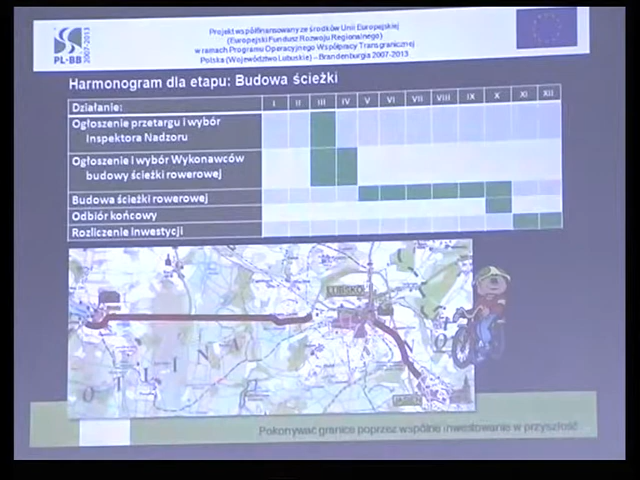 Projekt współfinansowany ze środków Unii Europejskiej
(Europejski Fundusz Rozwoju Regionalnego)
w ramach Programu Operacyjnego Współpracy Transgranicznej
Polska (Województwo Lubuskie) – Brandenburgia 2007-2013
PL-BB
2007-2013
Harmonogram dla etapu: Budowa ścieżki
Działanie: I II III IV V VI VII VIII IX X XI XII
Ogłoszenie przetargu i wybór
Inspektora Nadzoru
Ogłoszenie i wybór Wykonawców
budowy ścieżki rowerowej
Budowa ścieżki rowerowej
Odbiór końcowy
Rozliczenie inwestycji
LUBSKO
O T L I N A
JASIEŃ
Pokonywać granice poprzez wspólne inwestowanie w przyszłość